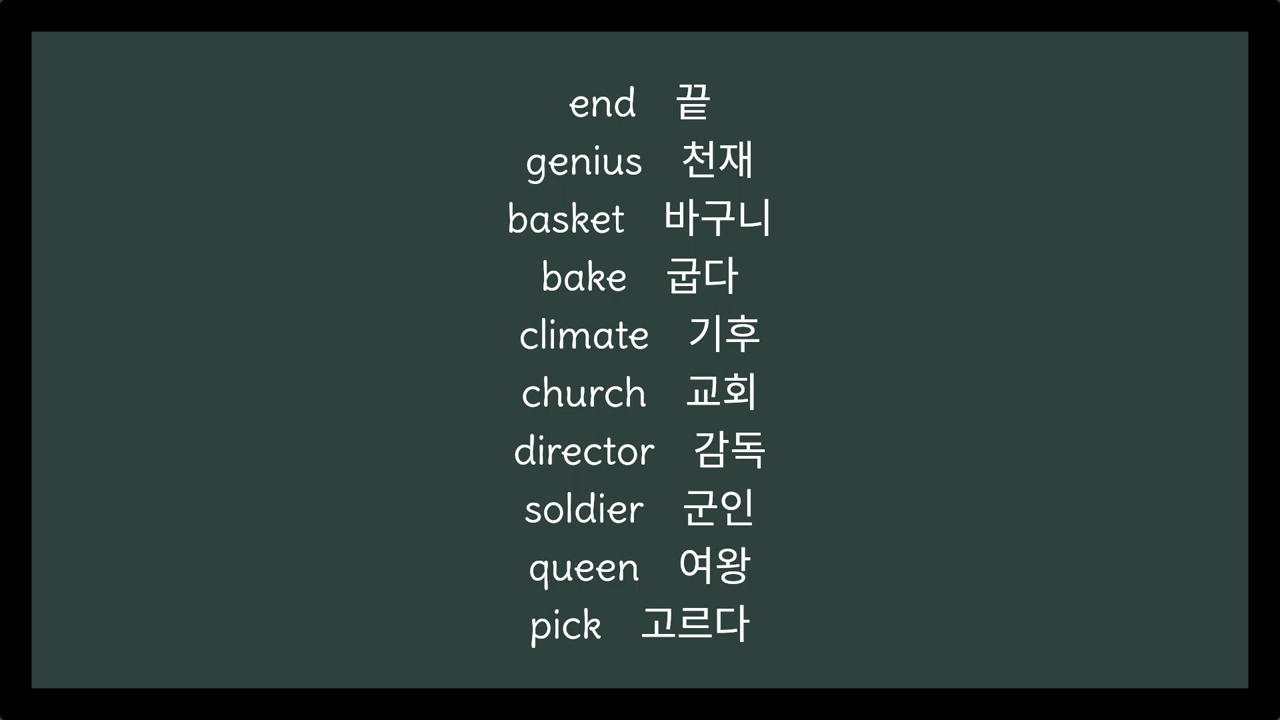 end 끝
genius 천재
basket 바구니
bake 굽다
climate 기후
church 교회
director 감독
soldier 군인
queen 여왕
pick 고르다